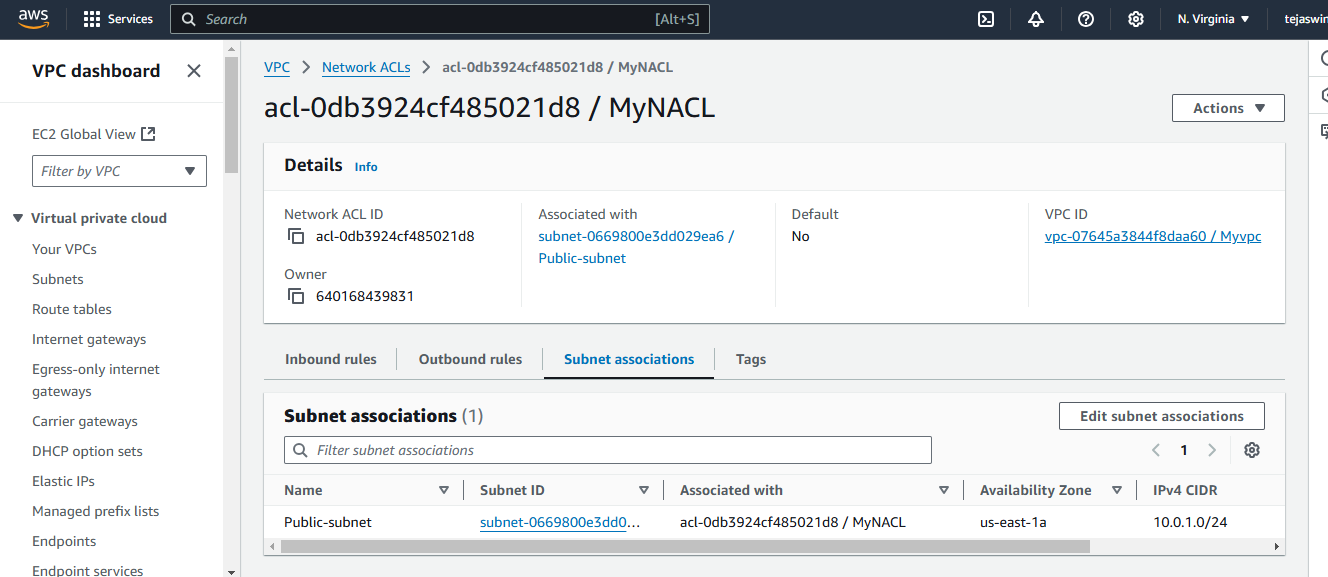 aws
Services
Search
[Alt+S]
N. Virginia
tejaswin
VPC dashboard
EC2 Global View
Filter by VPC
Virtual private cloud
Your VPCs
Subnets
Route tables
Internet gateways
Egress-only internet
gateways
Carrier gateways
DHCP option sets
Elastic IPs
Managed prefix lists
Endpoints
Endpoint services
VPC > Network ACLs > acl-0db3924cf485021d8 / MyNACL
acl-0db3924cf485021d8 / MyNACL
Actions
Details Info
Network ACL ID
acl-0db3924cf485021d8
Owner
640168439831
Associated with
subnet-0669800e3dd029ea6 /
Public-subnet
Default
No
VPC ID
vpc-07645a3844f8daa60 / Myvpc
Inbound rules
Outbound rules
Subnet associations
Tags
Subnet associations (1)
Edit subnet associations
Filter subnet associations
1
Name Subnet ID Associated with Availability Zone IPv4 CIDR
Public-subnet subnet-0669800e3dd0... acl-0db3924cf485021d8 / MyNACL us-east-1a 10.0.1.0/24